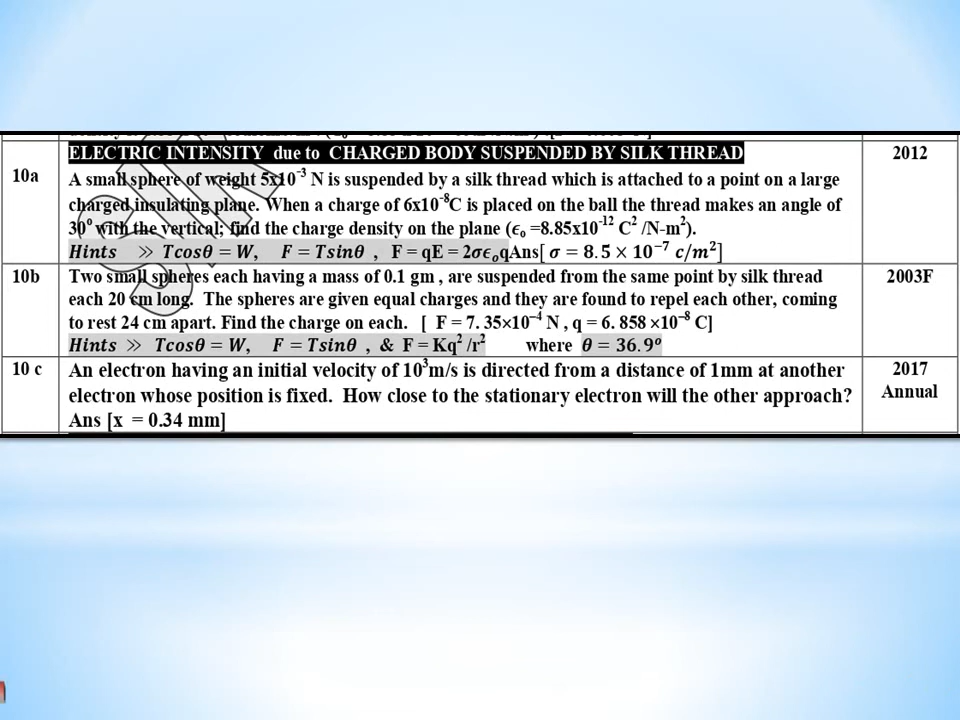 ELECTRIC INTENSITY due to CHARGED BODY SUSPENDED BY SILK THREAD
10a
2012
A small sphere of weight 5x10⁻³ N is suspended by a silk thread which is attached to a point on a large
charged insulating plane. When a charge of 6x10⁻⁸C is placed on the ball the thread makes an angle of
30° with the vertical; find the charge density on the plane (ϵₒ =8.85x10⁻¹² C² /N-m²).
Hints ≫ Tcosθ = W, F = Tsinθ , F = qE = 2σϵₒqAns[ σ = 8.5 × 10⁻⁷ c/m²]
10b
2003F
Two small spheres each having a mass of 0.1 gm , are suspended from the same point by silk thread
each 20 cm long. The spheres are given equal charges and they are found to repel each other, coming
to rest 24 cm apart. Find the charge on each. [ F = 7. 35×10⁻⁴ N , q = 6. 858 ×10⁻⁸ C]
Hints ≫ Tcosθ = W, F = Tsinθ , & F = Kq² /r² where θ = 36.9°
10 c
2017
Annual
An electron having an initial velocity of 10³m/s is directed from a distance of 1mm at another
electron whose position is fixed. How close to the stationary electron will the other approach?
Ans [x = 0.34 mm]